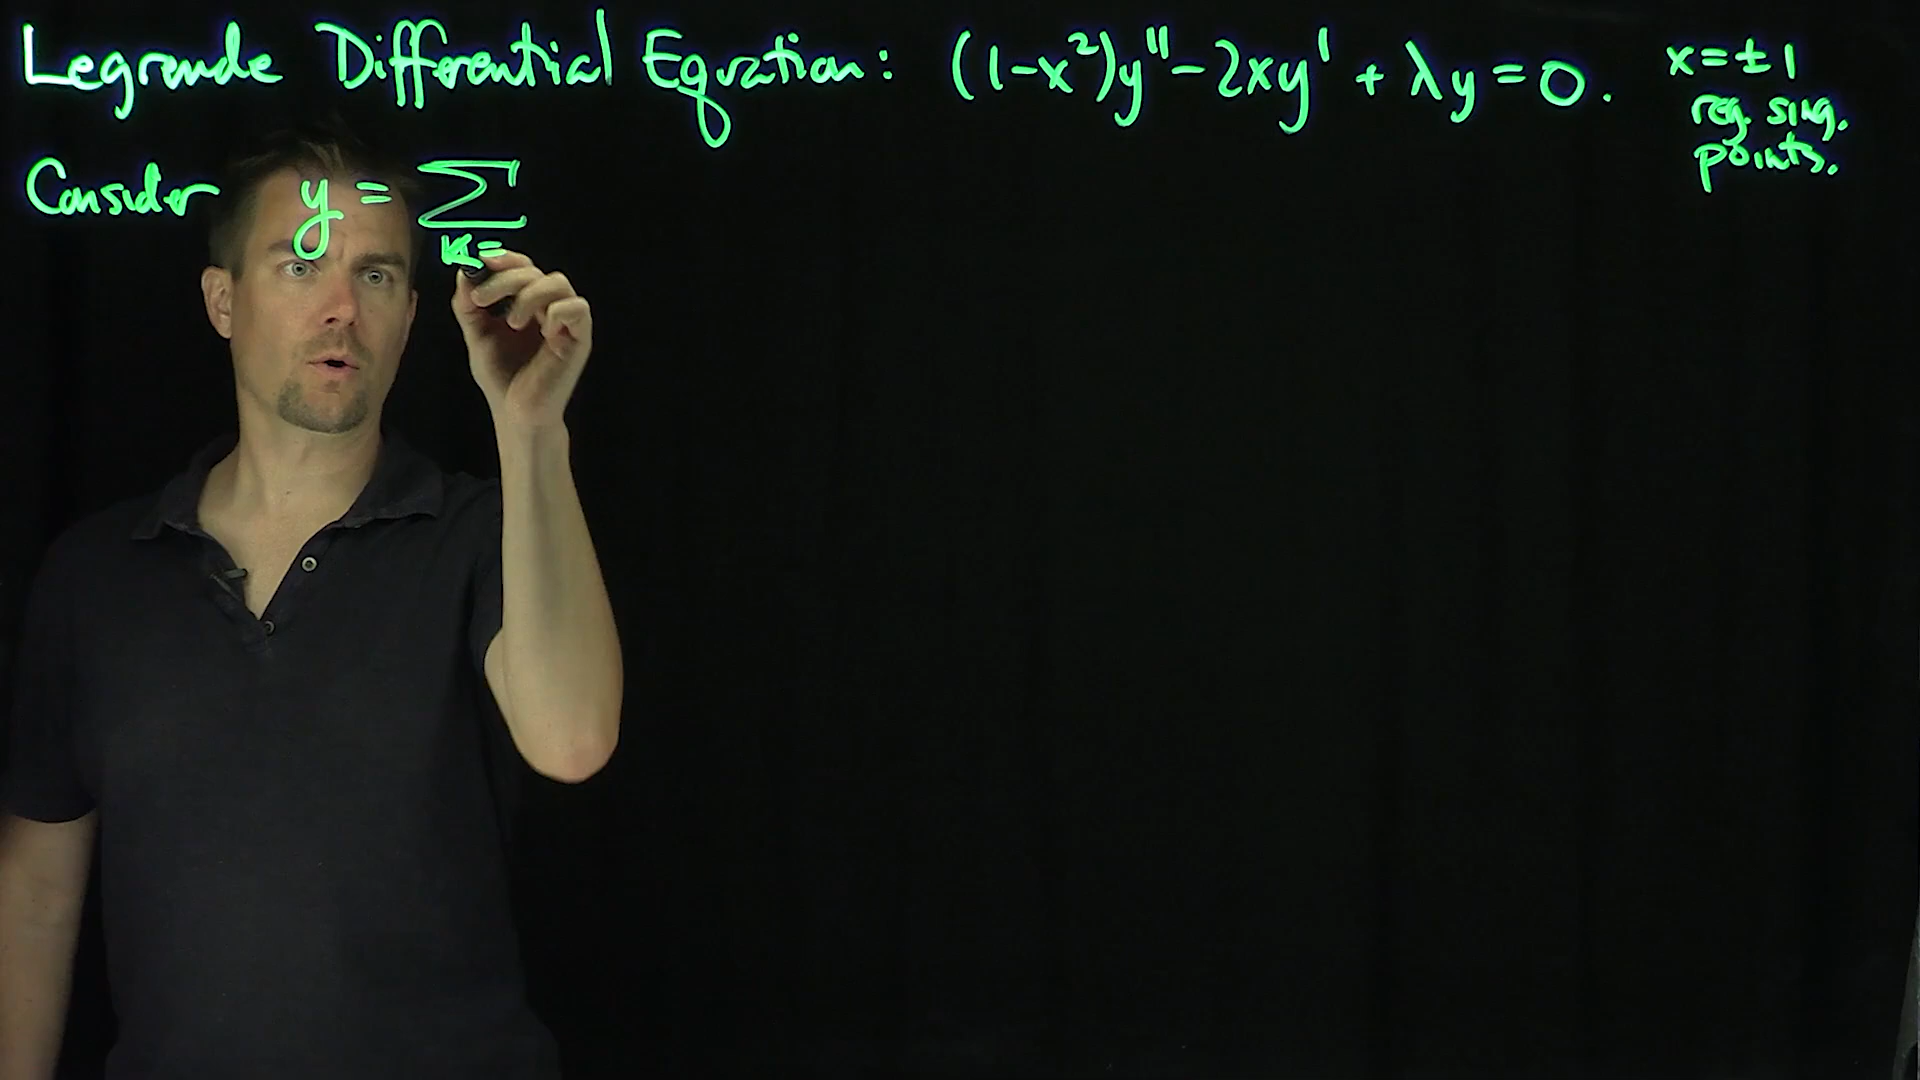 Legrende Differential Equation: (1-x²)y" - 2xy' + λy = 0.
x = ±1
reg. sing.
points.
Consider y = Σ
k=